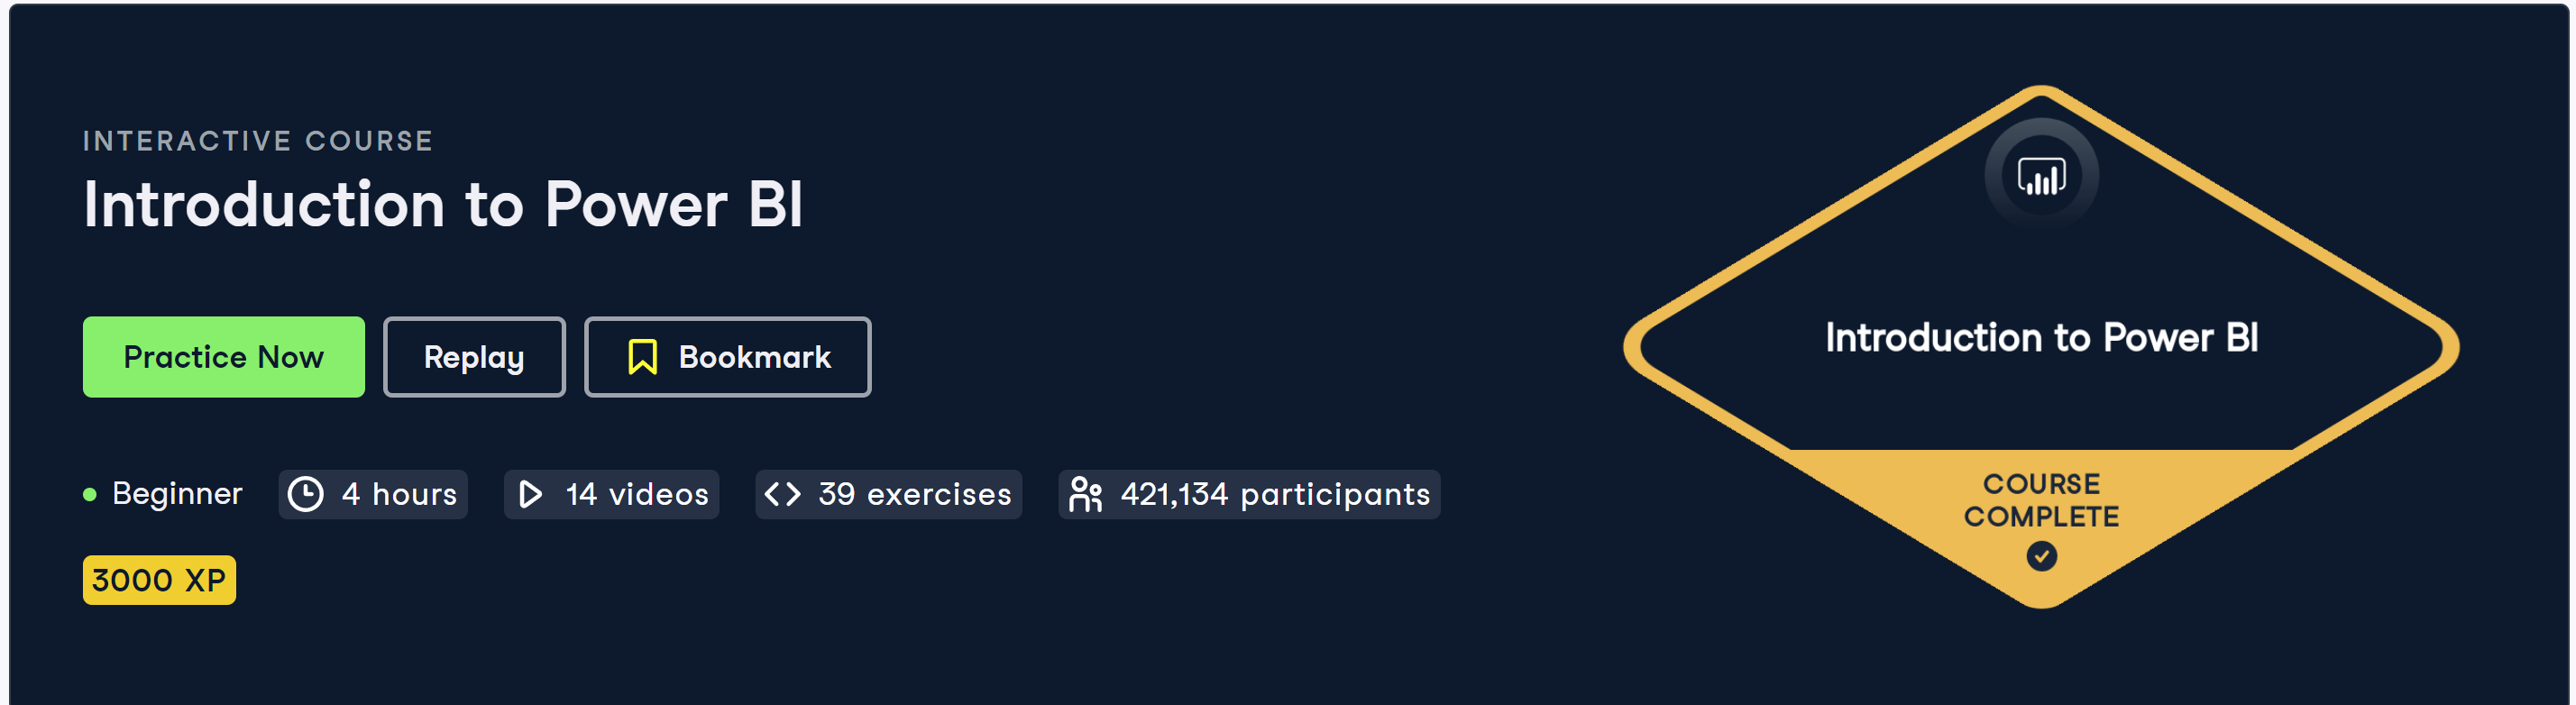 INTERACTIVE COURSE
Introduction to Power BI
Practice Now
Replay
Bookmark
Beginner
4 hours
14 videos
39 exercises
421,134 participants
3000 XP
Introduction to Power BI
COURSE
COMPLETE